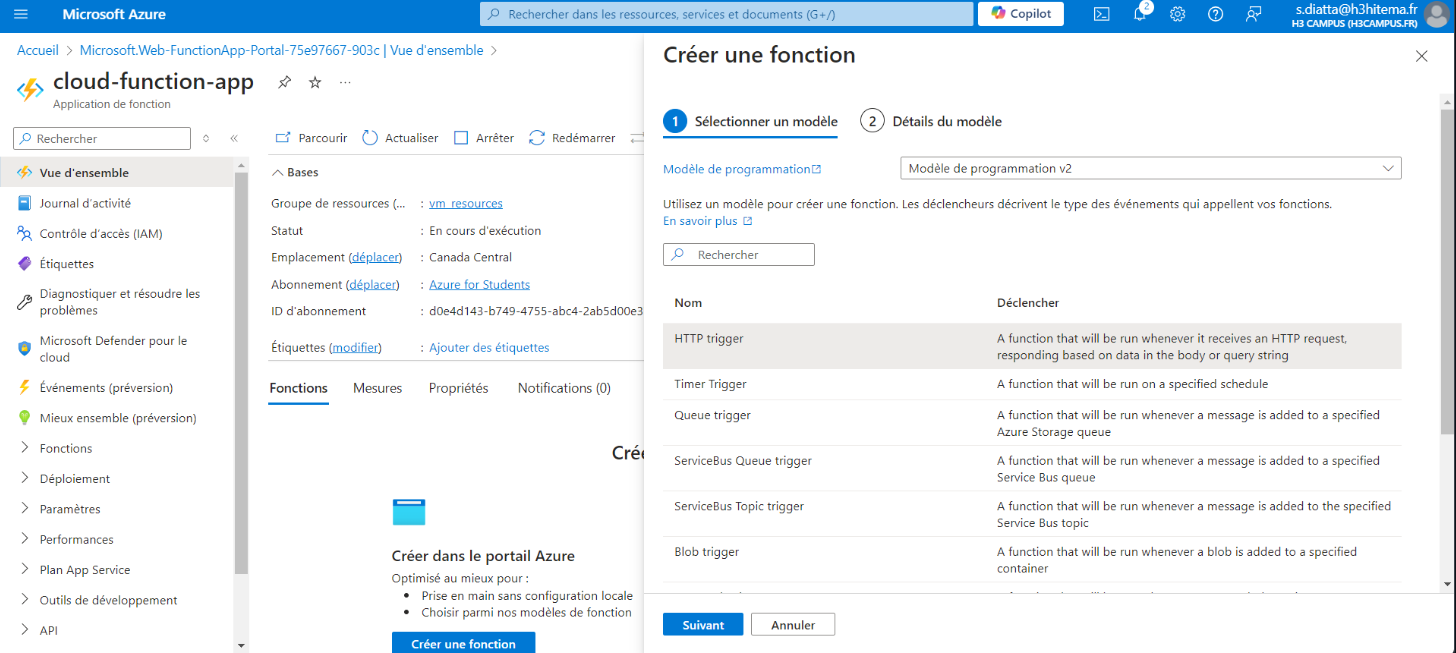 Microsoft Azure
Rechercher dans les ressources, services et documents (G+/)
Copilot
2
s.diatta@h3hitema.fr
H3 CAMPUS (H3CAMPUS.FR)
Accueil > Microsoft.Web-FunctionApp-Portal-75e97667-903c | Vue d'ensemble >
cloud-function-app
Application de fonction
Rechercher
Vue d'ensemble
Journal d'activité
Contrôle d'accès (IAM)
Étiquettes
Diagnostiquer et résoudre les
problèmes
Microsoft Defender pour le
cloud
Événements (préversion)
Mieux ensemble (préversion)
Fonctions
Déploiement
Paramètres
Performances
Plan App Service
Outils de développement
API
Parcourir Actualiser Arrêter Redémarrer
Bases
Groupe de ressources (... : vm_resources
Statut : En cours d'exécution
Emplacement (déplacer) : Canada Central
Abonnement (déplacer) : Azure for Students
ID d'abonnement : d0e4d143-b749-4755-abc4-2ab5d00e3
Étiquettes (modifier) : Ajouter des étiquettes
Fonctions Mesures Propriétés Notifications (0)
Crée
Créer dans le portail Azure
Optimisé au mieux pour :
• Prise en main sans configuration locale
• Choisir parmi nos modèles de fonction
Créer une fonction
Créer une fonction
1 Sélectionner un modèle 2 Détails du modèle
Modèle de programmation Modèle de programmation v2
Utilisez un modèle pour créer une fonction. Les déclencheurs décrivent le type des événements qui appellent vos fonctions.
En savoir plus
Rechercher
Nom Déclencher
HTTP trigger A function that will be run whenever it receives an HTTP request,
responding based on data in the body or query string
Timer Trigger A function that will be run on a specified schedule
Queue trigger A function that will be run whenever a message is added to a specified
Azure Storage queue
ServiceBus Queue trigger A function that will be run whenever a message is added to a specified
Service Bus queue
ServiceBus Topic trigger A function that will be run whenever a message is added to the specified
Service Bus topic
Blob trigger A function that will be run whenever a blob is added to a specified
container
Suivant Annuler